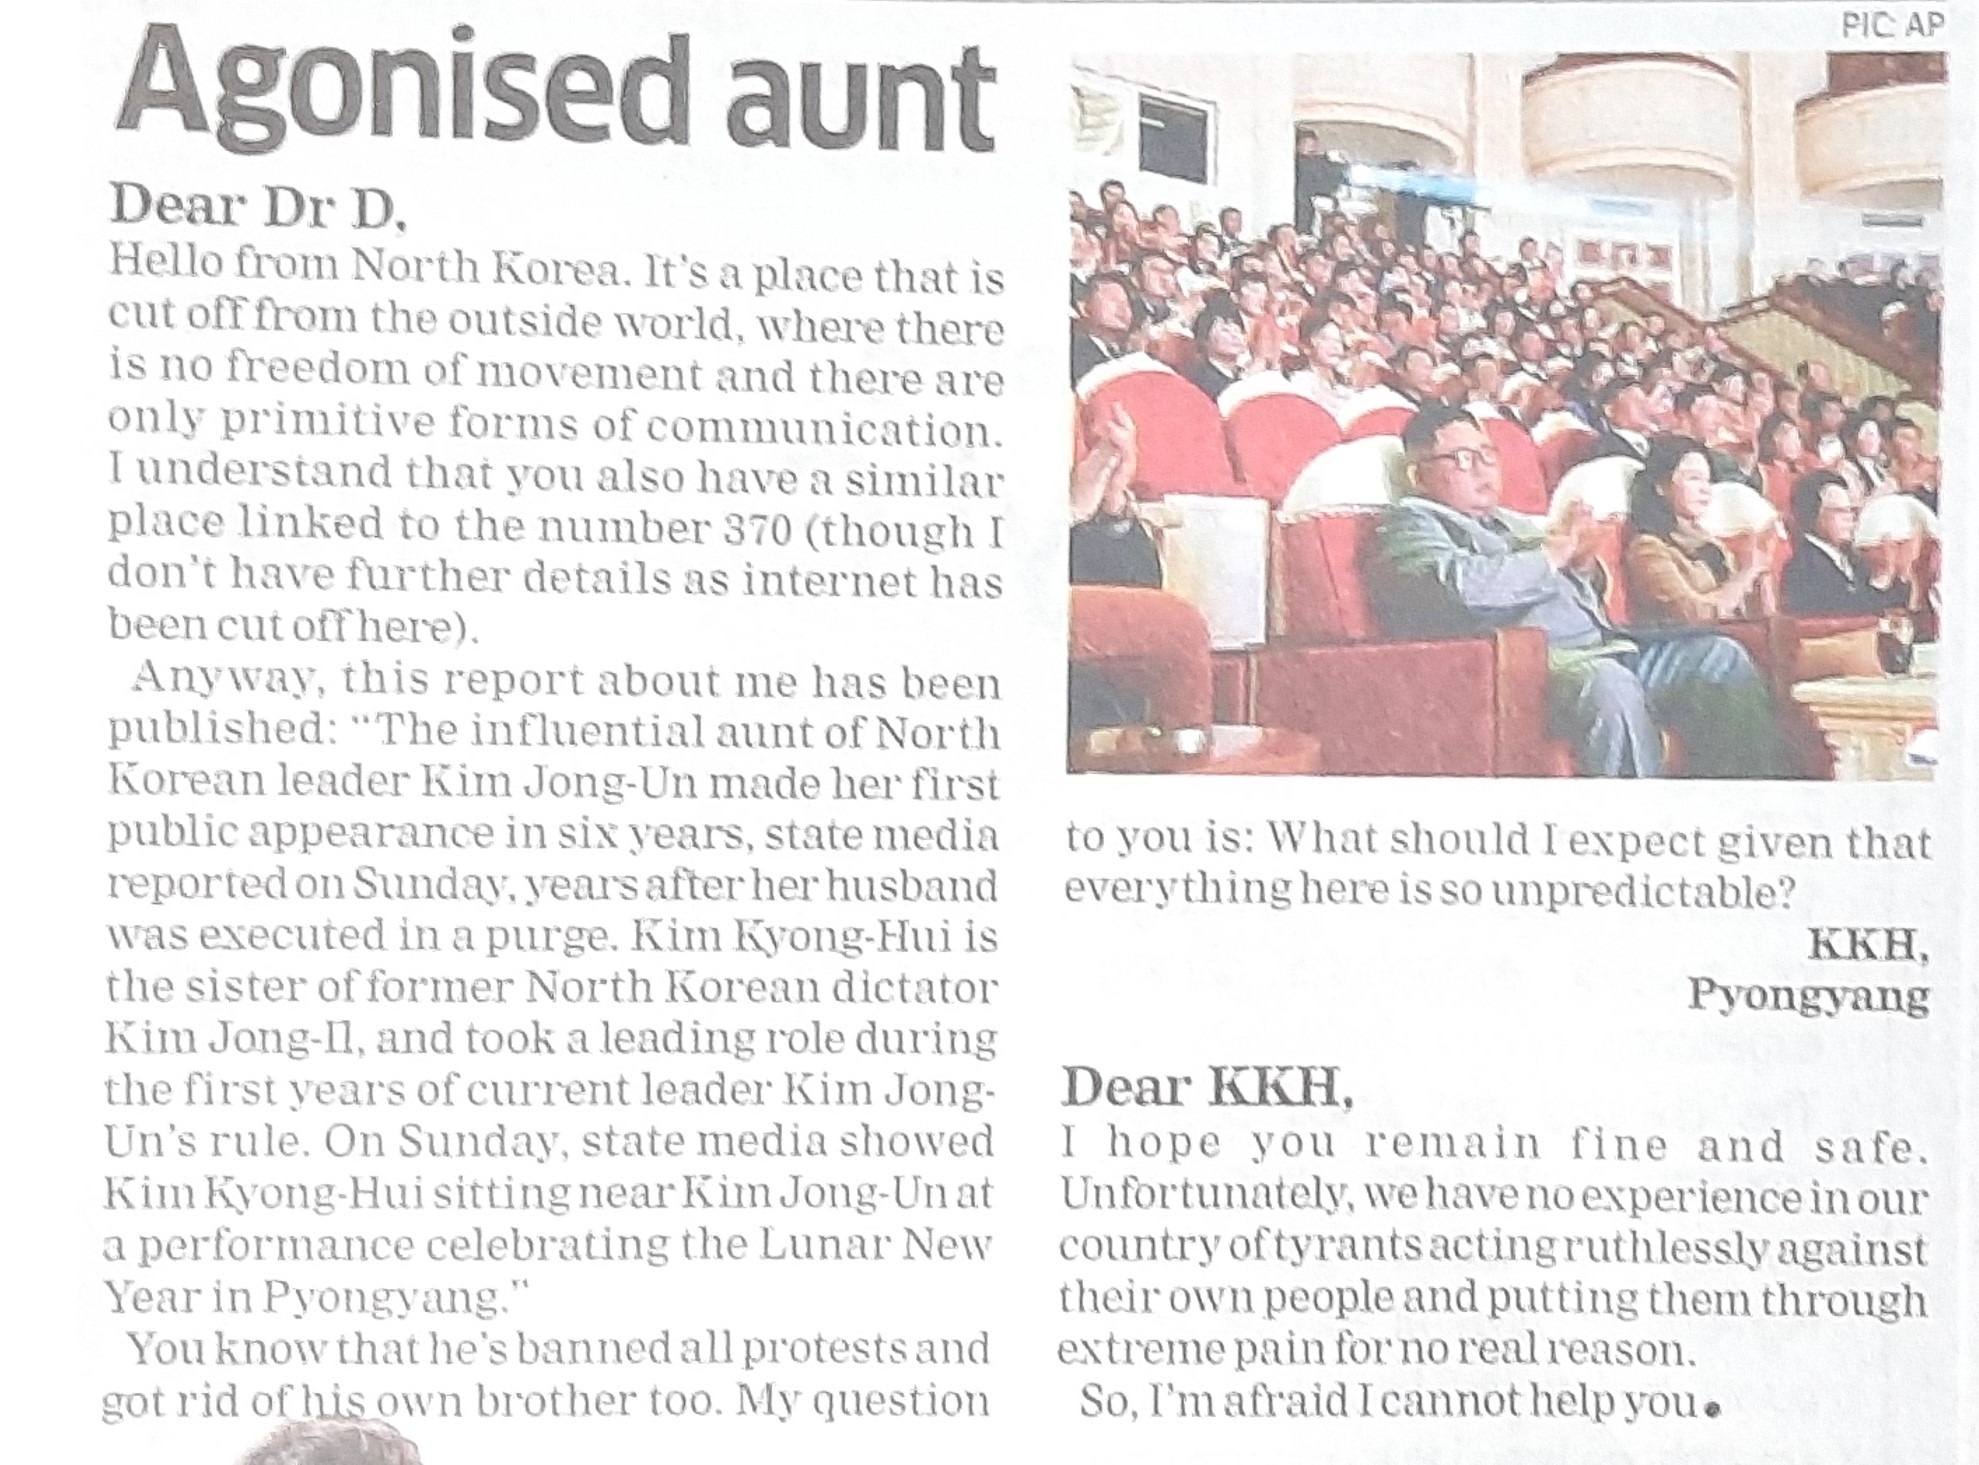 PIC AP
Agonised aunt
Dear Dr D,
Hello from North Korea. It's a place that is
cut off from the outside world, where there
is no freedom of movement and there are
only primitive forms of communication.
I understand that you also have a similar
place linked to the number 370 (though I
don't have further details as internet has
been cut off here).
Anyway, this report about me has been
published: “The influential aunt of North
Korean leader Kim Jong-Un made her first
public appearance in six years, state media
reported on Sunday, years after her husband
was executed in a purge. Kim Kyong-Hui is
the sister of former North Korean dictator
Kim Jong-Il, and took a leading role during
the first years of current leader Kim Jong-
Un's rule. On Sunday, state media showed
Kim Kyong-Hui sitting near Kim Jong-Un at
a performance celebrating the Lunar New
Year in Pyongyang."
You know that he's banned all protests and
got rid of his own brother too. My question
to you is: What should I expect given that
everything here is so unpredictable?
KKH,
Pyongyang
Dear KKH,
I hope you remain fine and safe.
Unfortunately, we have no experience in our
country of tyrants acting ruthlessly against
their own people and putting them through
extreme pain for no real reason.
So, I'm afraid I cannot help you●